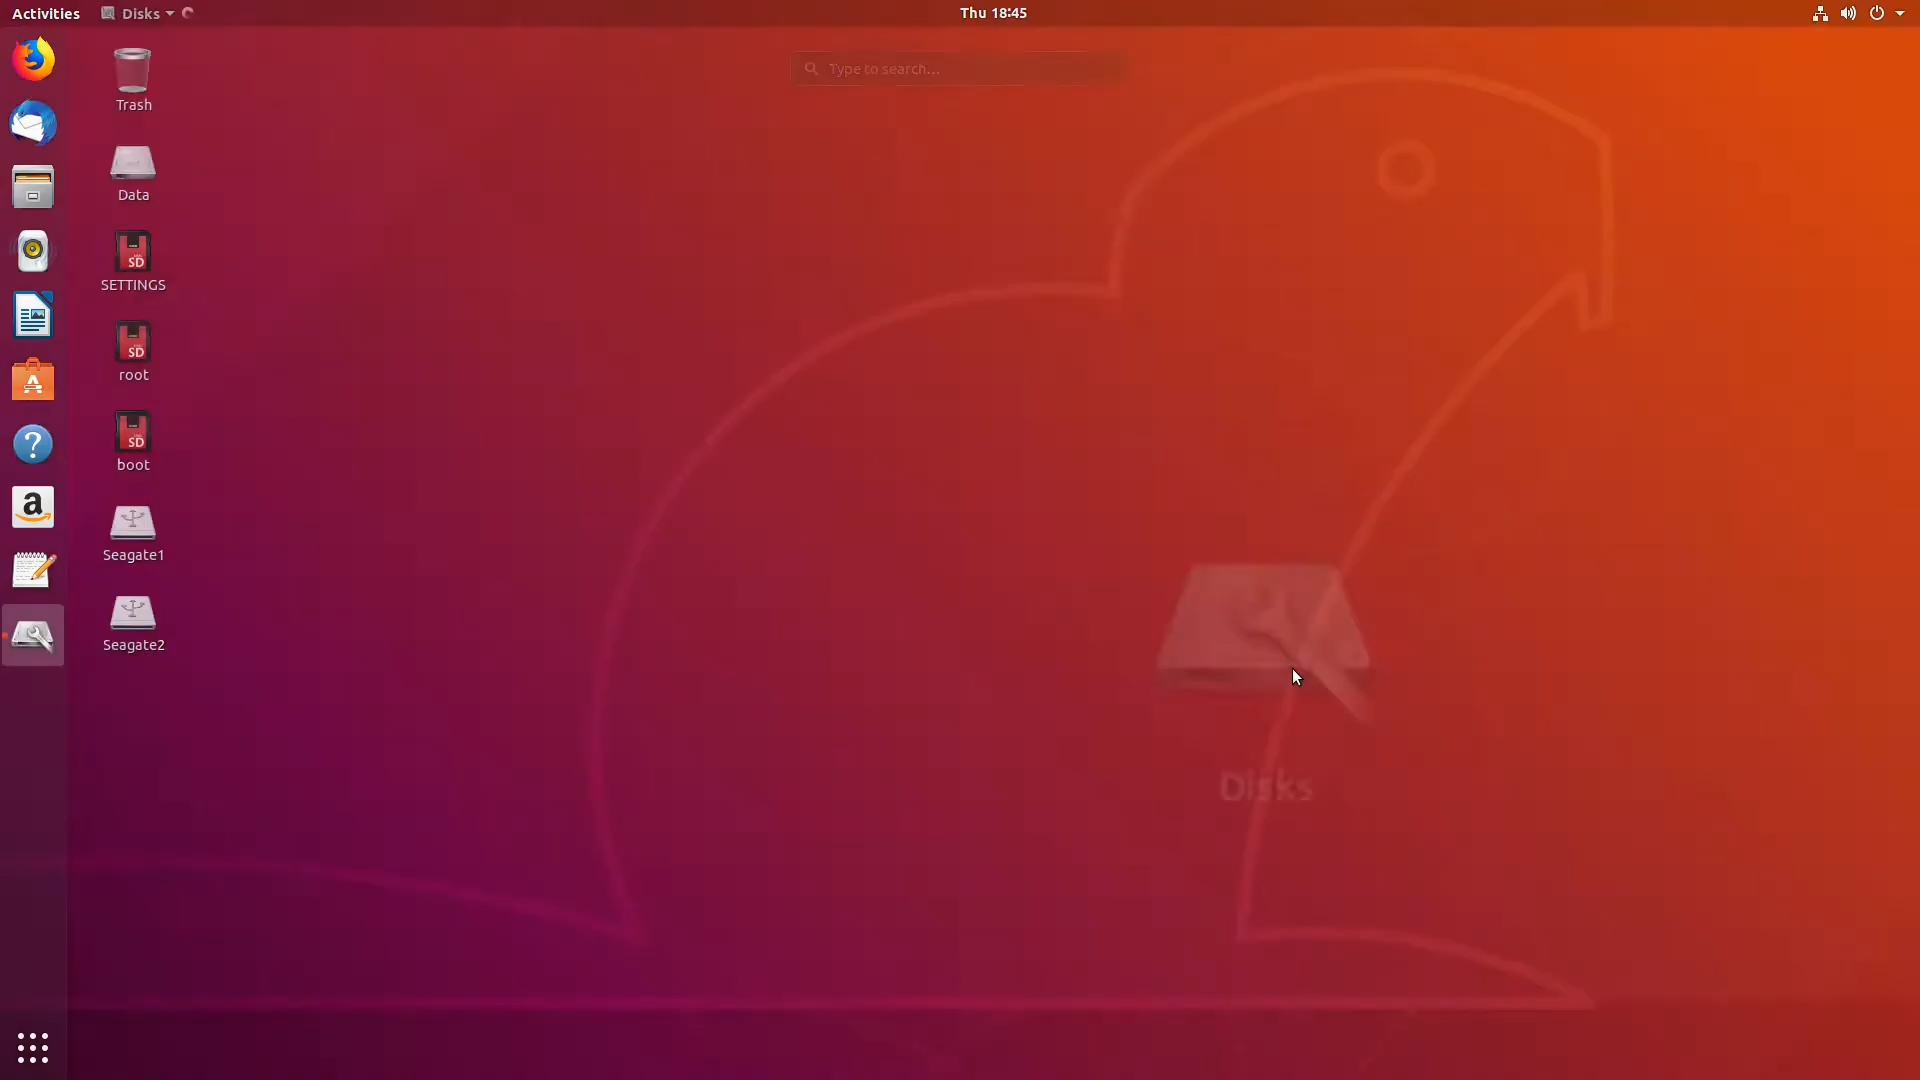 Activities
Disks
Thu 18:45
Type to search...
Trash
Data
SD
SETTINGS
SD
root
SD
boot
Seagate1
Seagate2
Disks
A
?
a